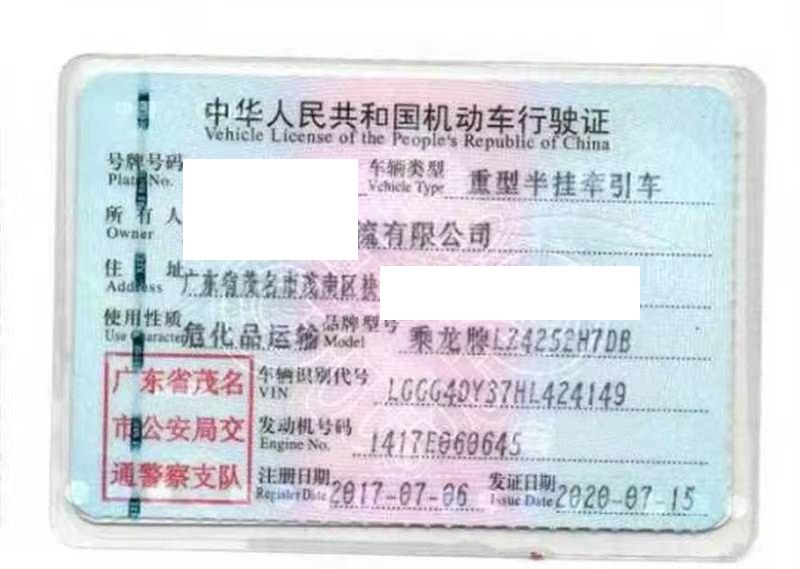 中华人民共和国机动车行驶证
Vehicle License of the People's Republic of China
号牌号码 车辆类型 重型半挂牵引车
Plate No. Vehicle Type
所有人 流有限公司
Owner
住址 广东省茂名市茂南区
Address
使用性质 危化品运输 品牌型号 乘龙牌LZ4252H7DB
Use Character Model
广东省茂名
市公安局交
通警察支队
车辆识别代号 LGGG4DY37HL424149
VIN
发动机号码 1417E060645
Engine No.
注册日期 2017-07-06 发证日期 2020-07-15
Register Date Issue Date